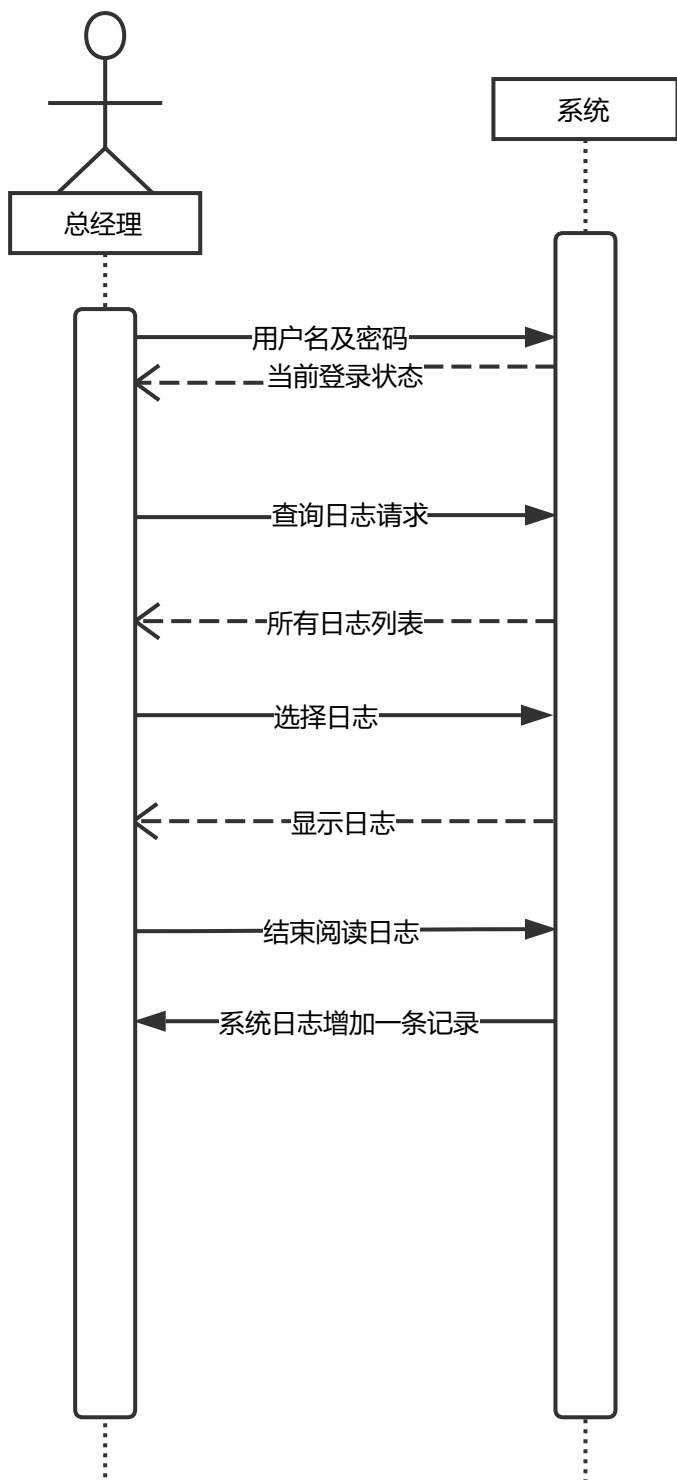 系统
总经理
用户名及密码
当前登录状态
查询日志请求
所有日志列表
选择日志
显示日志
结束阅读日志
系统日志增加一条记录